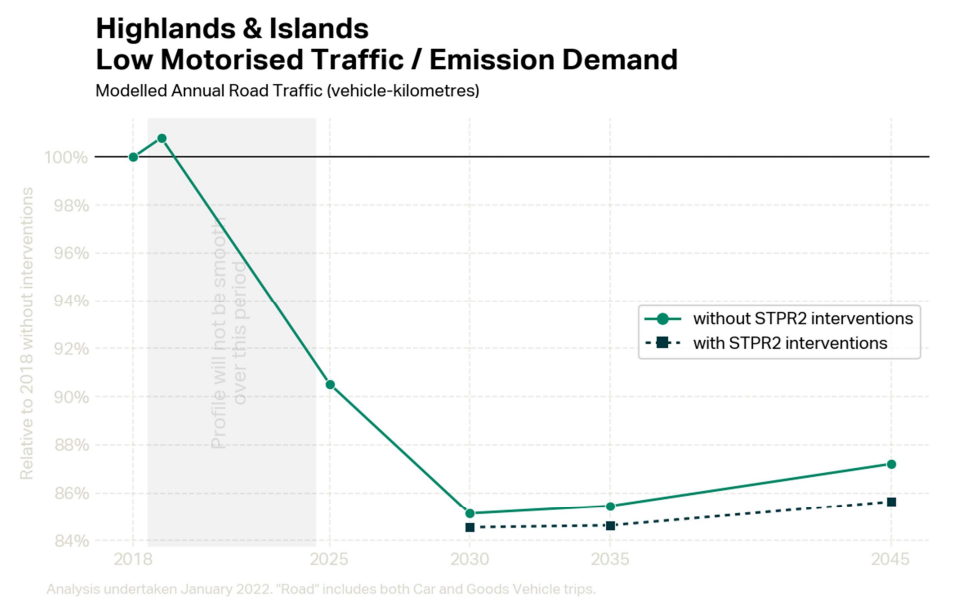 Highlands & Islands
Low Motorised Traffic / Emission Demand
Modelled Annual Road Traffic (vehicle-kilometres)
Relative to 2018 without interventions
100%
98%
96%
94%
92%
90%
88%
86%
84%
Profile will not be smooth
over this period
without STPR2 interventions
with STPR2 interventions
2018
2025
2030
2035
2045
Analysis undertaken January 2022. "Road" includes both Car and Goods Vehicle trips.